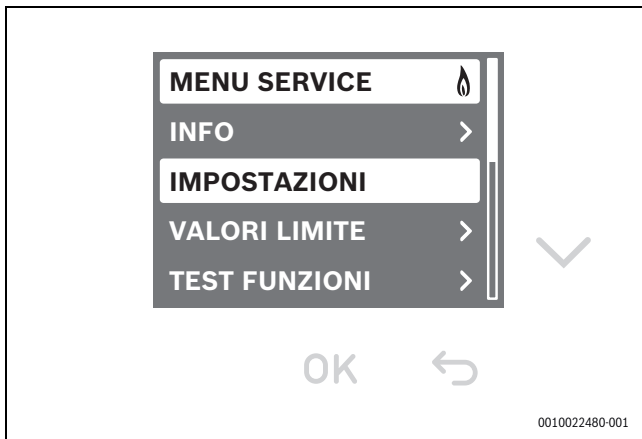 MENU SERVICE
INFO
IMPOSTAZIONI
VALORI LIMITE
TEST FUNZIONI
OK
0010022480-001